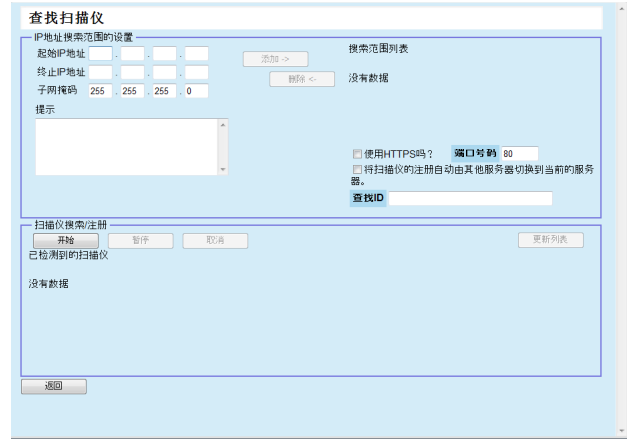 查找扫描仪
IP地址搜索范围的设置
起始IP地址 . . .
添加 ->
搜索范围列表
终止IP地址 . . .
删除 <-
没有数据
子网掩码 255 . 255 . 255 . 0
提示
使用HTTPS吗？ 端口号码 80
将扫描仪的注册自动由其他服务器切换到当前的服务
器。
查找ID
扫描仪搜索/注册
开始 暂停 取消 更新列表
已检测到的扫描仪
没有数据
返回